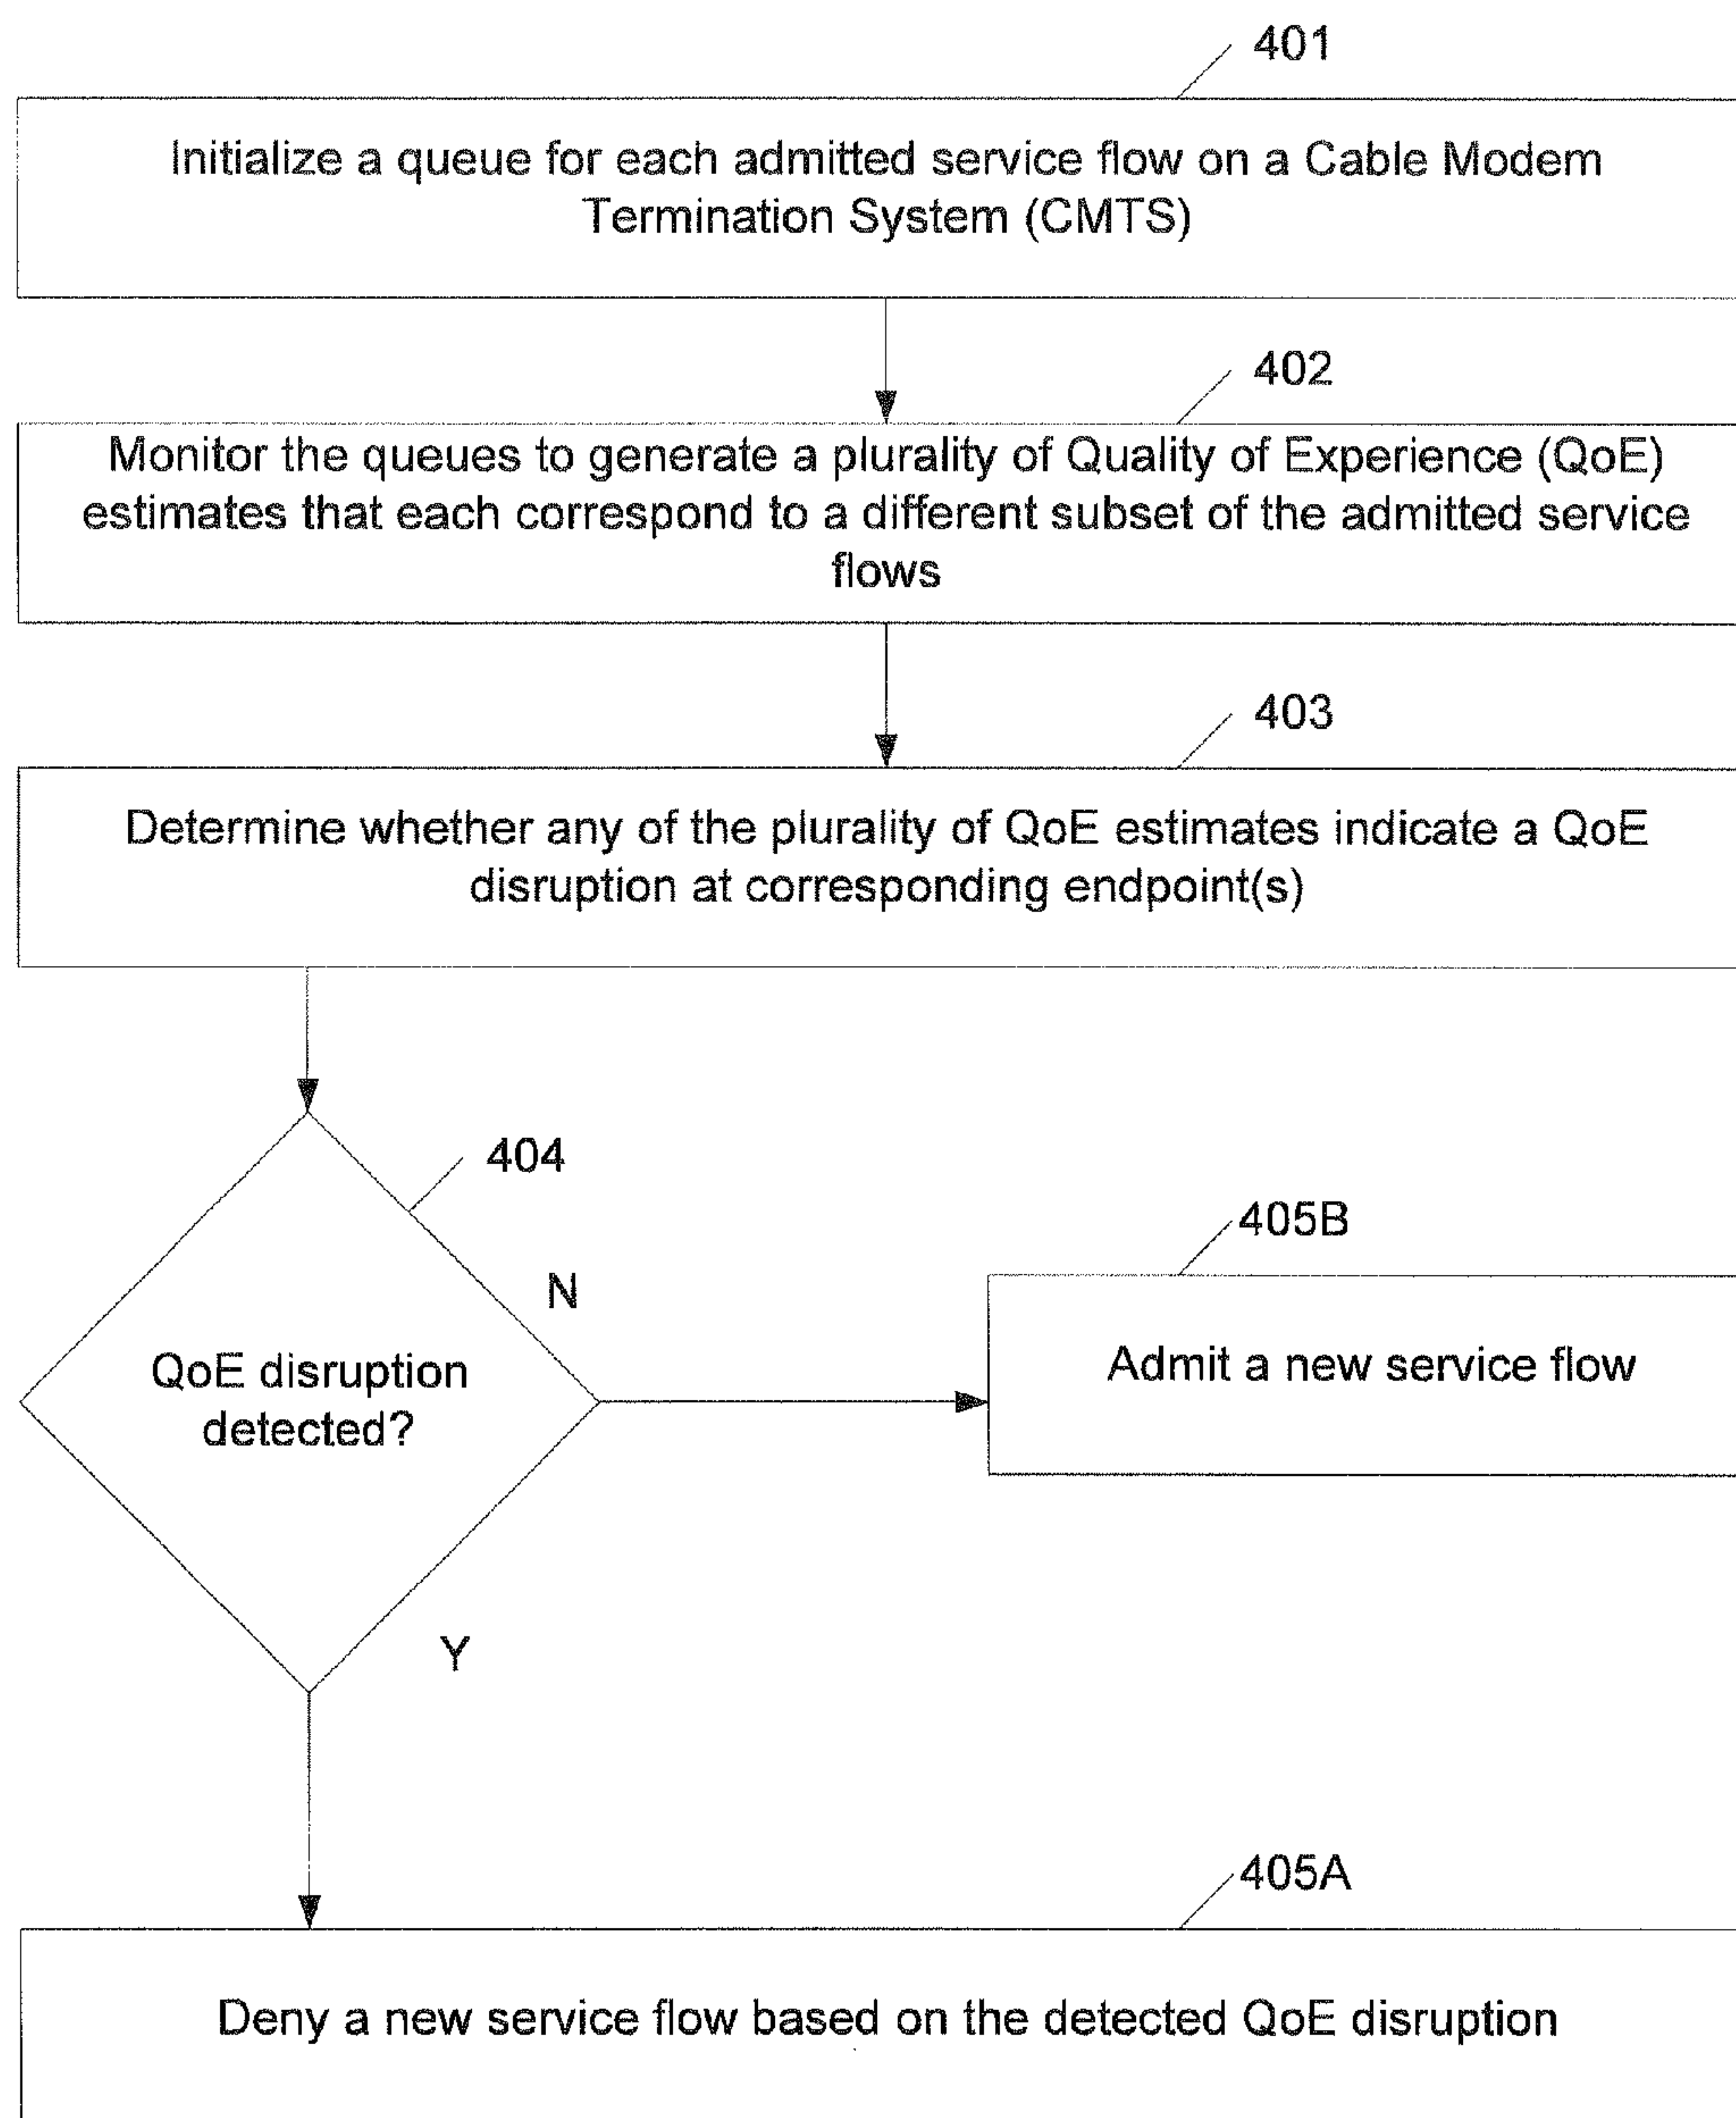 401
Initialize a queue for each admitted service flow on a Cable Modem
Termination System (CMTS)
402
Monitor the queues to generate a plurality of Quality of Experience (QoE)
estimates that each correspond to a different subset of the admitted service
flows
403
Determine whether any of the plurality of QoE estimates indicate a QoE
disruption at corresponding endpoint(s)
404
405B
N
QoE disruption
detected?
Admit a new service flow
Y
405A
Deny a new service flow based on the detected QoE disruption